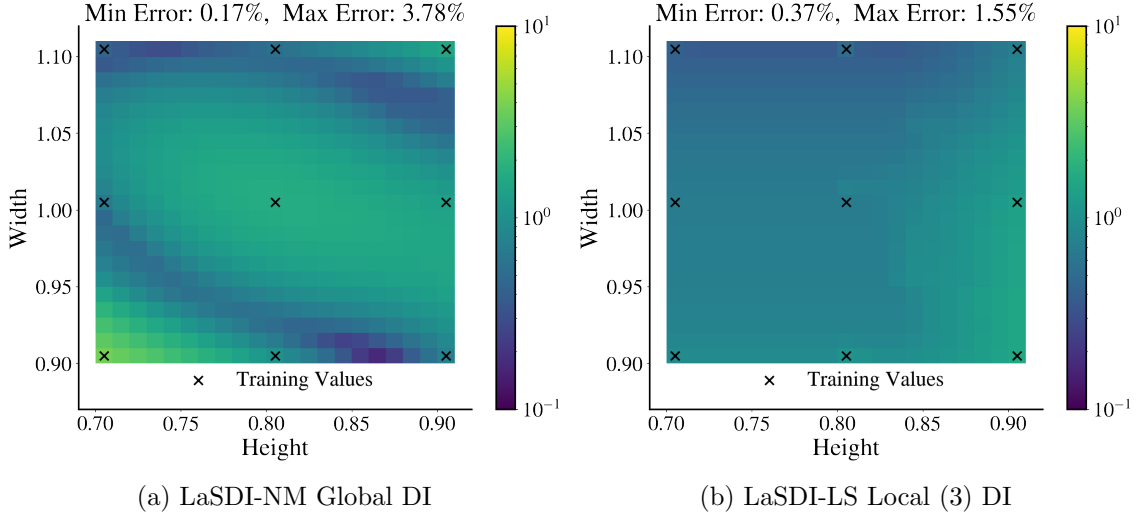 Min Error: 0.17%, Max Error: 3.78%
1.10
1.05
1.00
0.95
0.90
Width
× Training Values
0.70 0.75 0.80 0.85 0.90
Height
10^1
10^0
10^-1
(a) LaSDI-NM Global DI
Min Error: 0.37%, Max Error: 1.55%
1.10
1.05
1.00
0.95
0.90
Width
× Training Values
0.70 0.75 0.80 0.85 0.90
Height
10^1
10^0
10^-1
(b) LaSDI-LS Local (3) DI